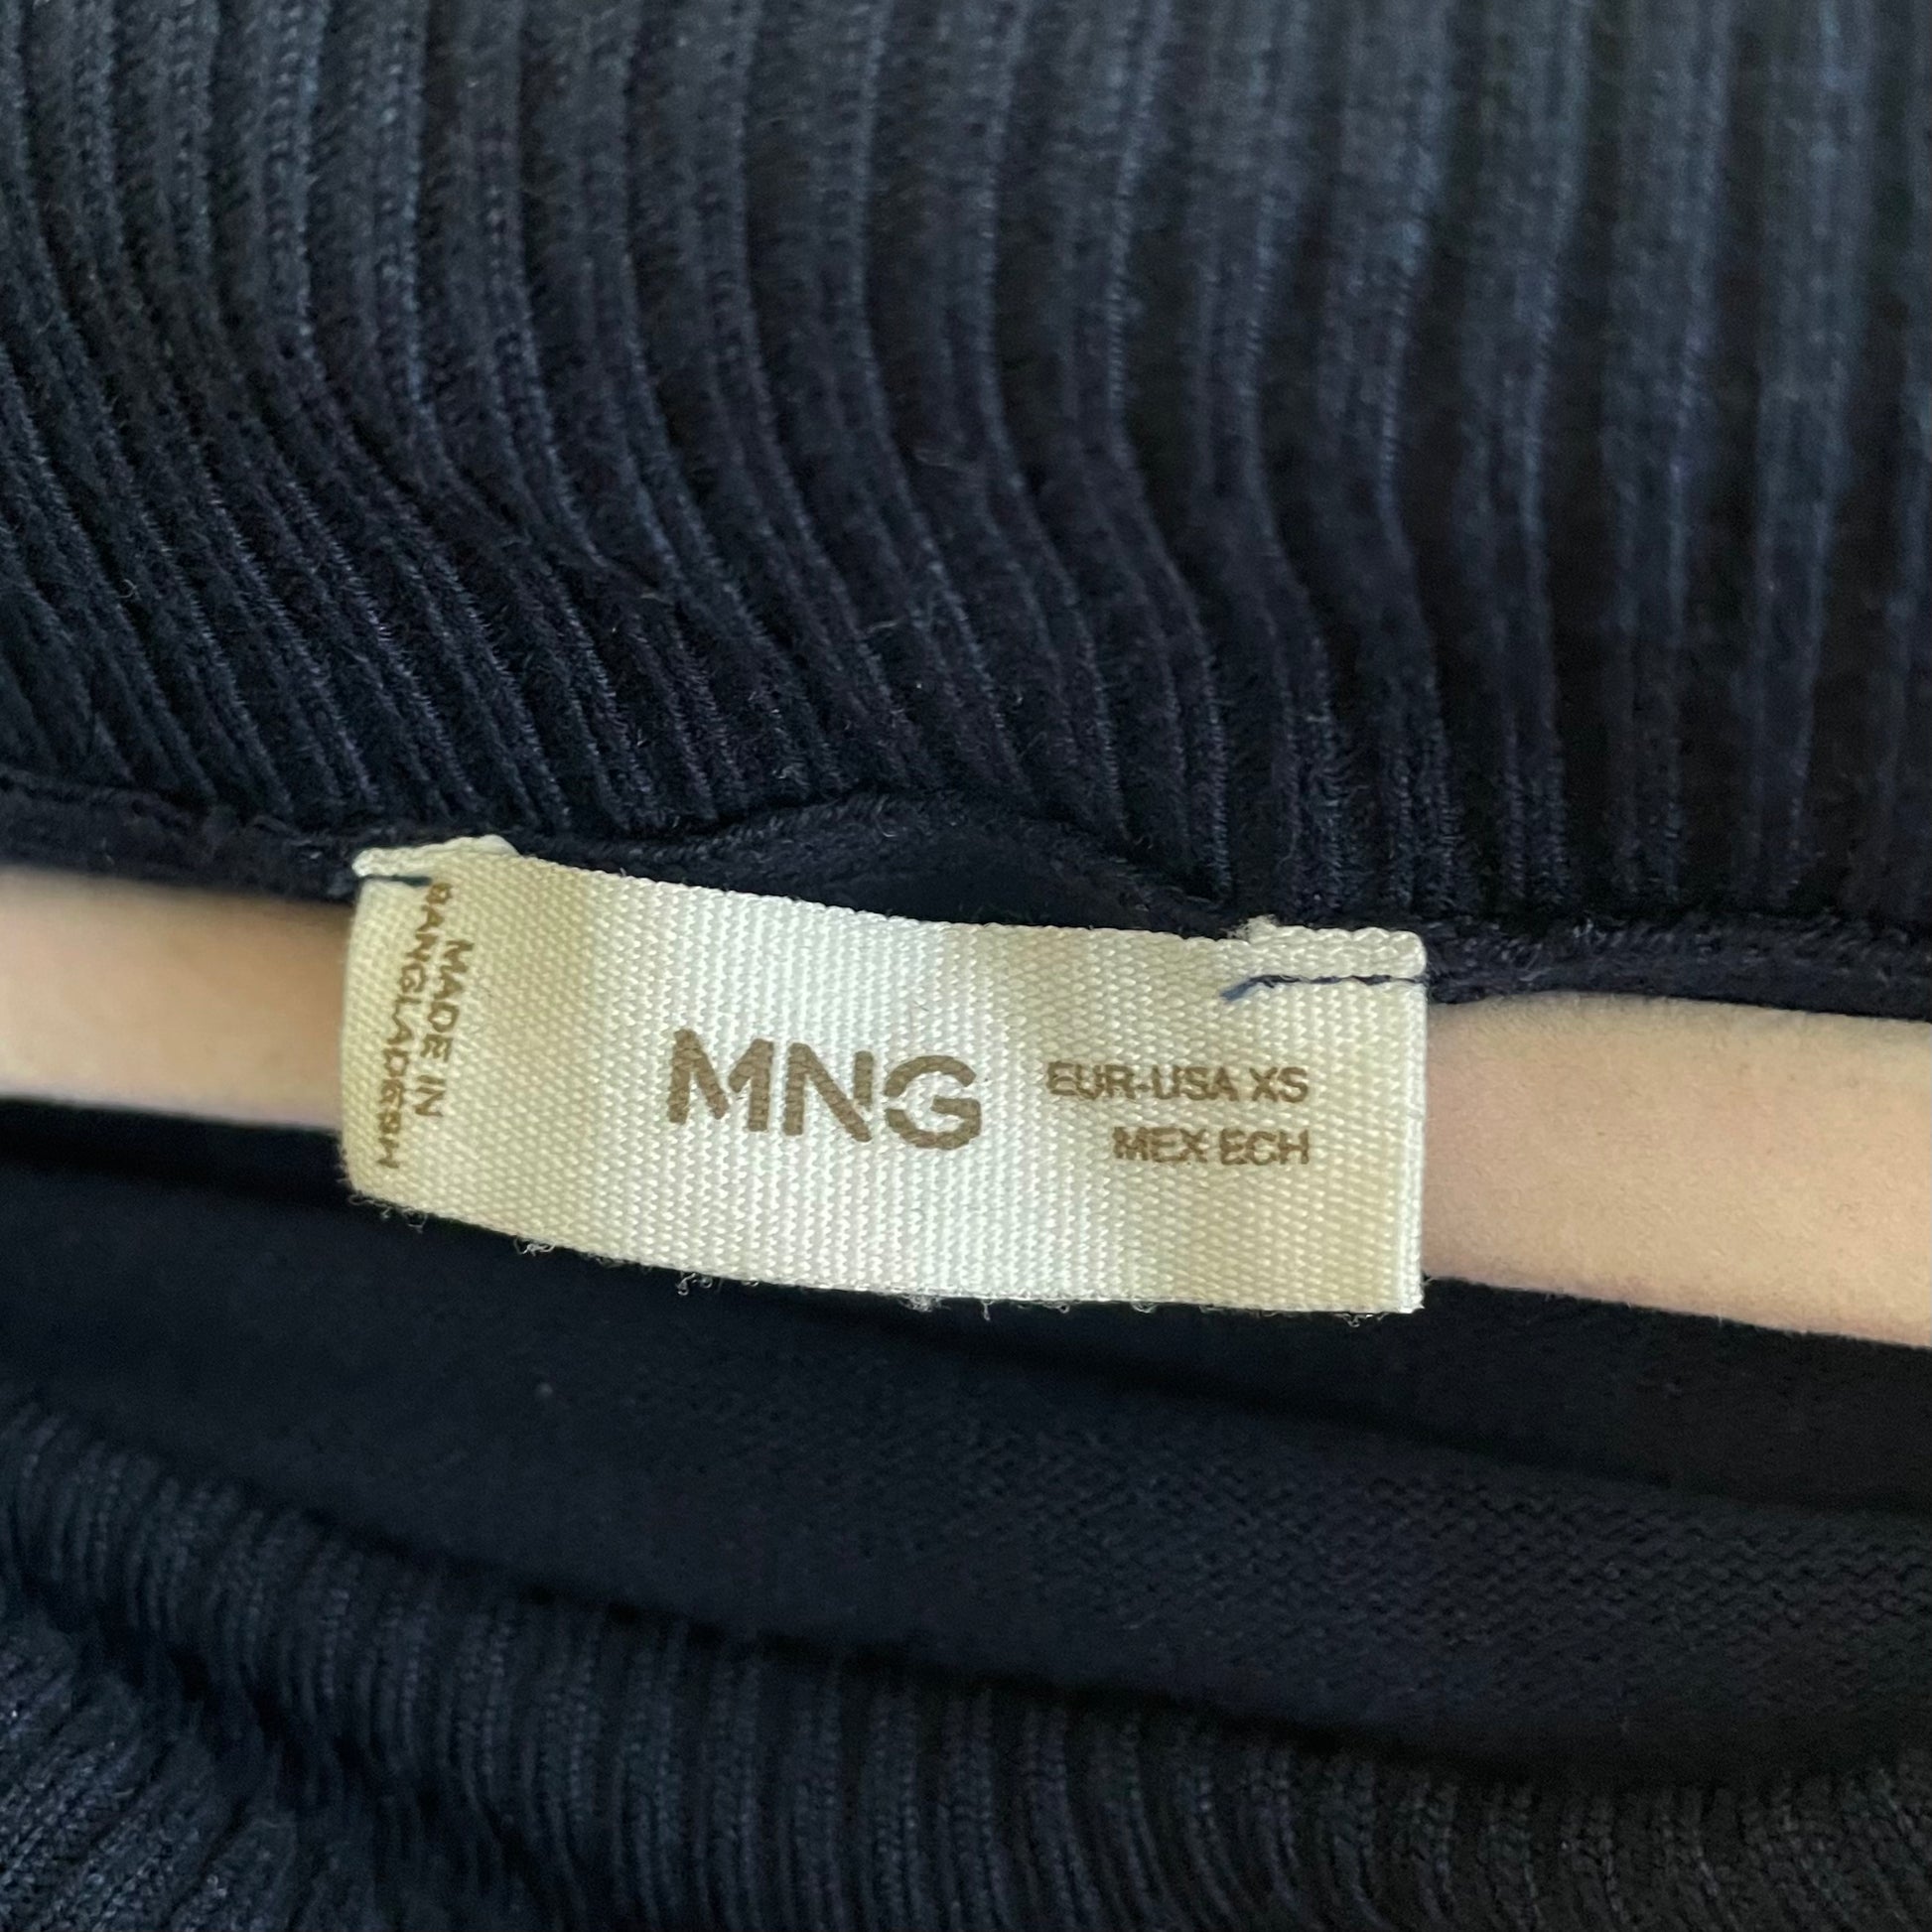 MADE IN
BANGLADESH
MNG
EUR-USA XS
MEX ECH